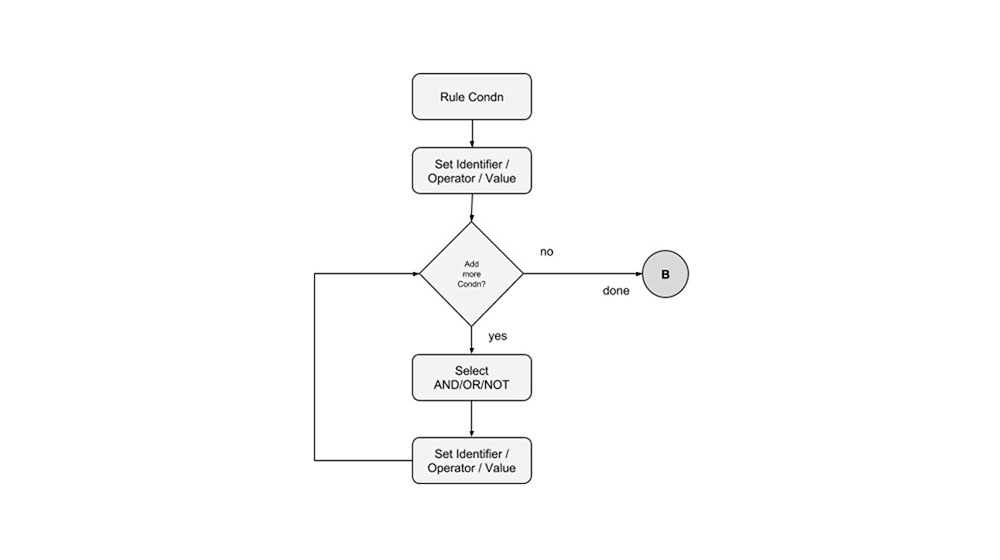 Rule Condn
Set Identifier /
Operator / Value
Add
more
Condn?
no
B
done
yes
Select
AND/OR/NOT
Set Identifier /
Operator / Value